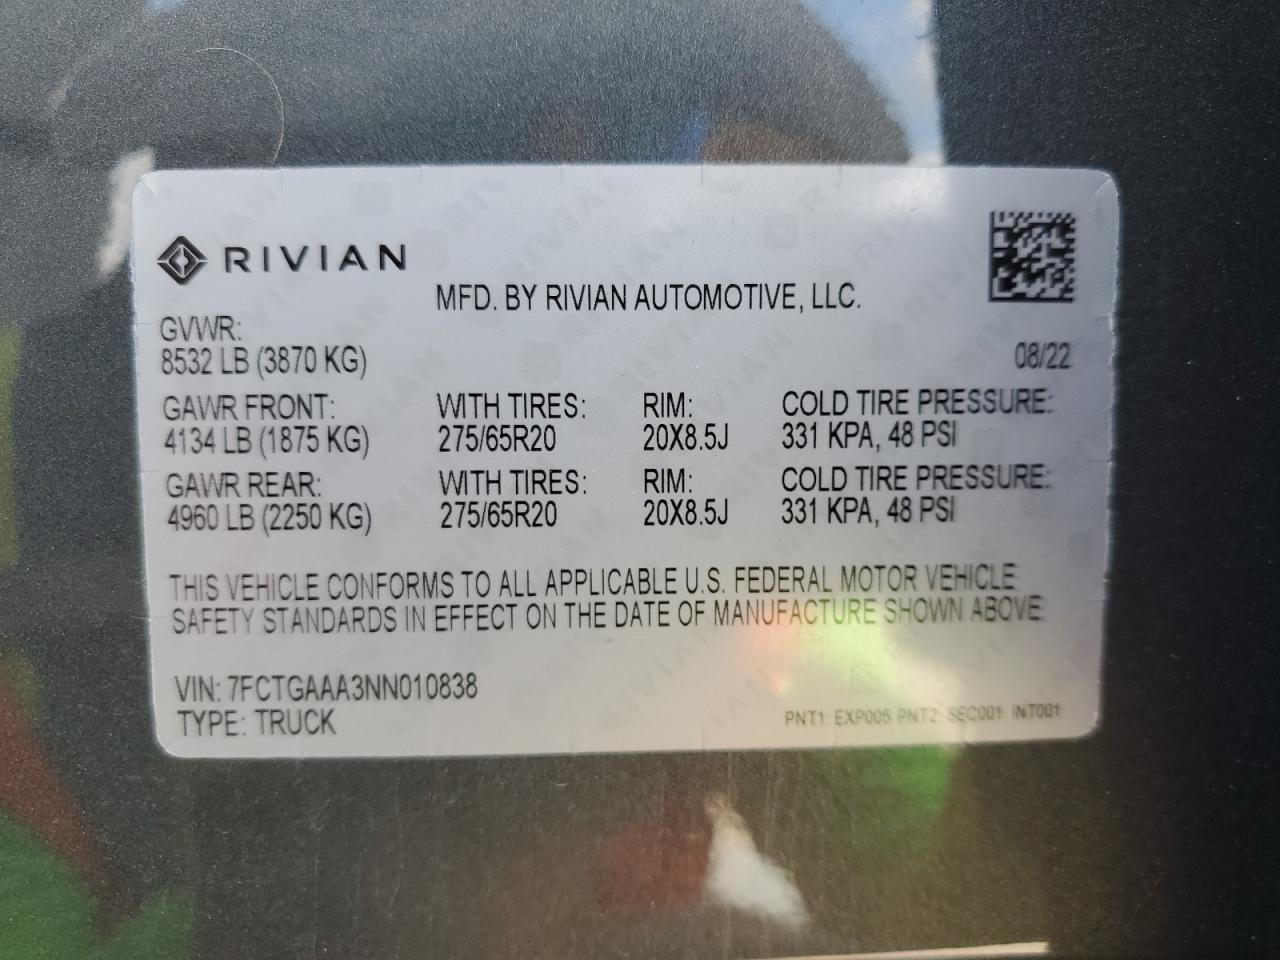 RIVIAN
MFD. BY RIVIAN AUTOMOTIVE, LLC.
GVWR:
8532 LB (3870 KG)
08/22
GAWR FRONT: WITH TIRES: RIM: COLD TIRE PRESSURE:
4134 LB (1875 KG) 275/65R20 20X8.5J 331 KPA, 48 PSI
GAWR REAR: WITH TIRES: RIM: COLD TIRE PRESSURE:
4960 LB (2250 KG) 275/65R20 20X8.5J 331 KPA, 48 PSI
THIS VEHICLE CONFORMS TO ALL APPLICABLE U.S. FEDERAL MOTOR VEHICLE
SAFETY STANDARDS IN EFFECT ON THE DATE OF MANUFACTURE SHOWN ABOVE.
VIN: 7FCTGAAA3NN010838
TYPE: TRUCK
PNT1: EXP005 PNT2: SEC001 INT001